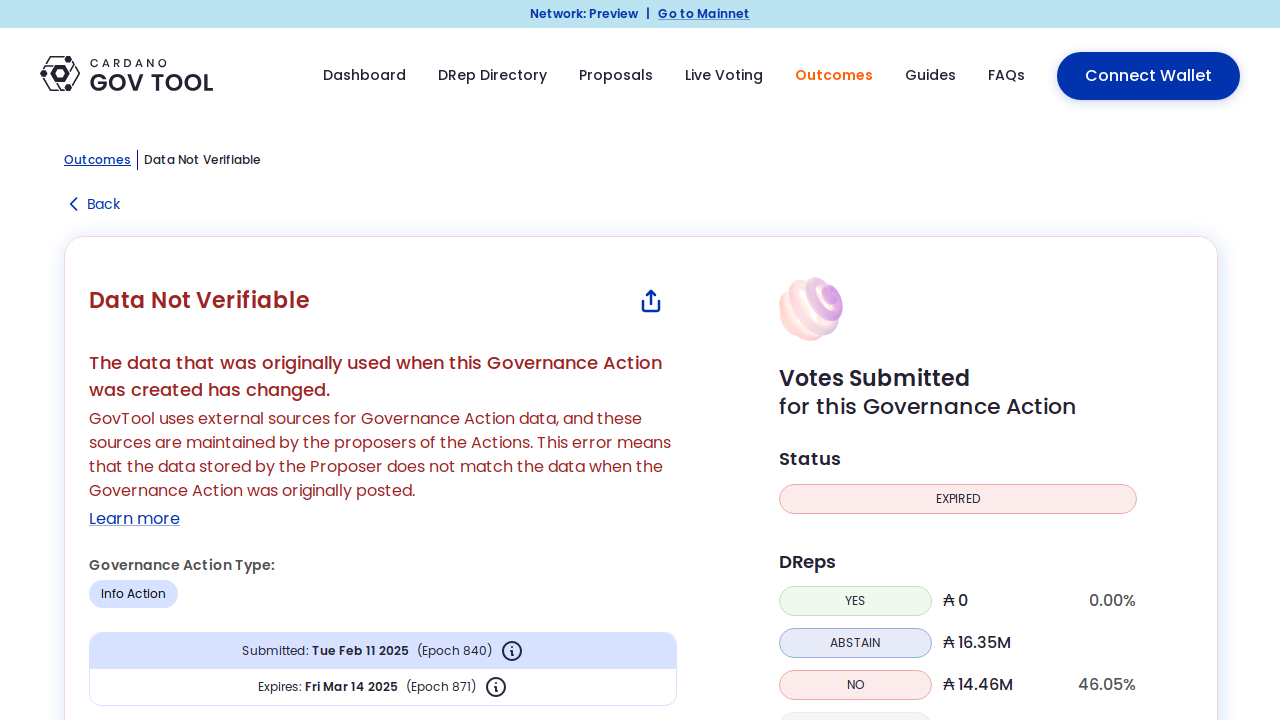 Network: Preview | Go to Mainnet
CARDANO
GOV TOOL
Dashboard
DRep Directory
Proposals
Live Voting
Outcomes
Guides
FAQs
Connect Wallet
Outcomes
Data Not Verifiable
Back
Data Not Verifiable
The data that was originally used when this Governance Action
was created has changed.
GovTool uses external sources for Governance Action data, and these
sources are maintained by the proposers of the Actions. This error means
that the data stored by the Proposer does not match the data when the
Governance Action was originally posted.
Learn more
Governance Action Type:
Info Action
Submitted: Tue Feb 11 2025 (Epoch 840)
Expires: Fri Mar 14 2025 (Epoch 871)
Votes Submitted
for this Governance Action
Status
EXPIRED
DReps
YES ₳ 0 0.00%
ABSTAIN ₳ 16.35M
NO ₳ 14.46M 46.05%